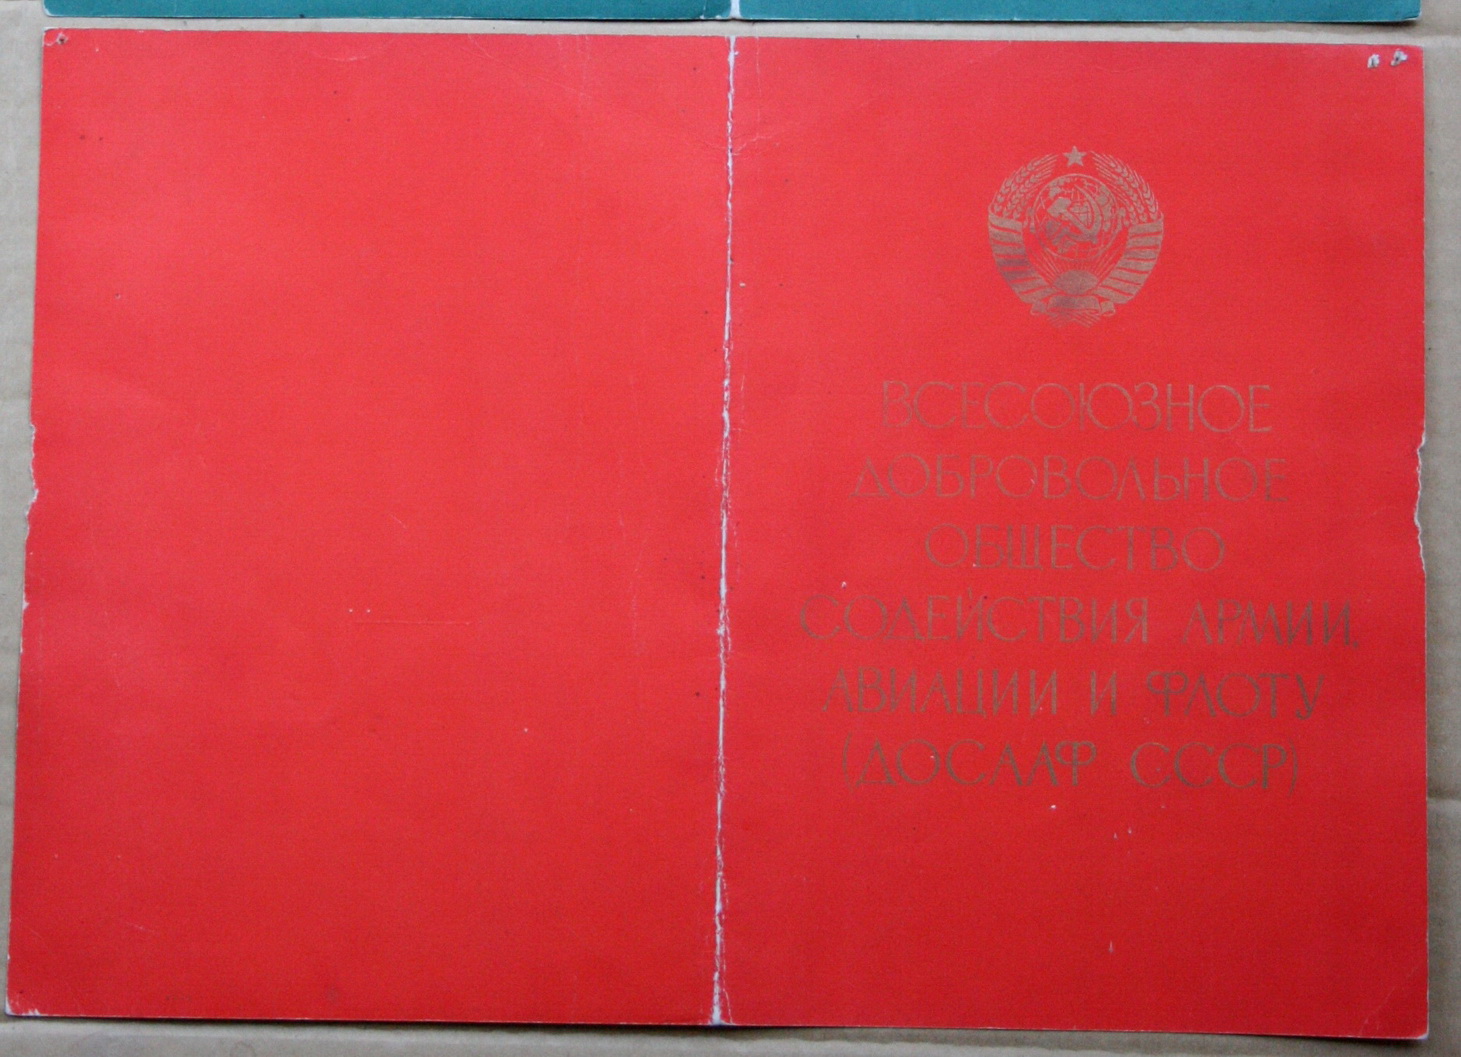 ВСЕСОЮЗНОЕ
ДОБРОВОЛЬНОЕ
ОБЩЕСТВО
СОДЕЙСТВИЯ АРМИИ,
АВИАЦИИ И ФЛОТУ
(ДОСААФ СССР)